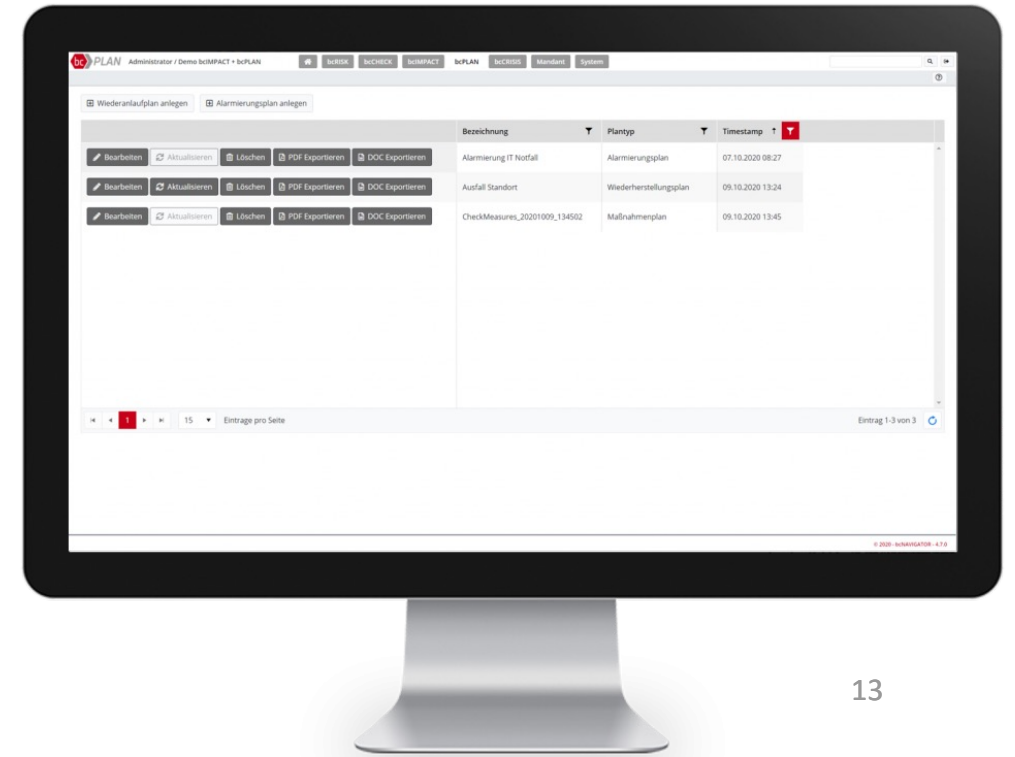 bc PLAN Administrator / Demo bcIMPACT + bcPLAN bcRISK bcCHECK bcIMPACT bcPLAN bcCRISIS Mandant System
Wiederanlaufplan anlegen Alarmierungsplan anlegen
Bezeichnung Plantyp Timestamp
Bearbeiten Aktualisieren Löschen PDF Exportieren DOC Exportieren Alarmierung IT Notfall Alarmierungsplan 07.10.2020 08:27
Bearbeiten Aktualisieren Löschen PDF Exportieren DOC Exportieren Ausfall Standort Wiederherstellungsplan 09.10.2020 13:24
Bearbeiten Aktualisieren Löschen PDF Exportieren DOC Exportieren CheckMeasures_20201009_134502 Maßnahmenplan 09.10.2020 13:45
1 15 Eintrage pro Seite Eintrag 1-3 von 3
© 2020 - bcNAVIGATOR - 4.7.0
13